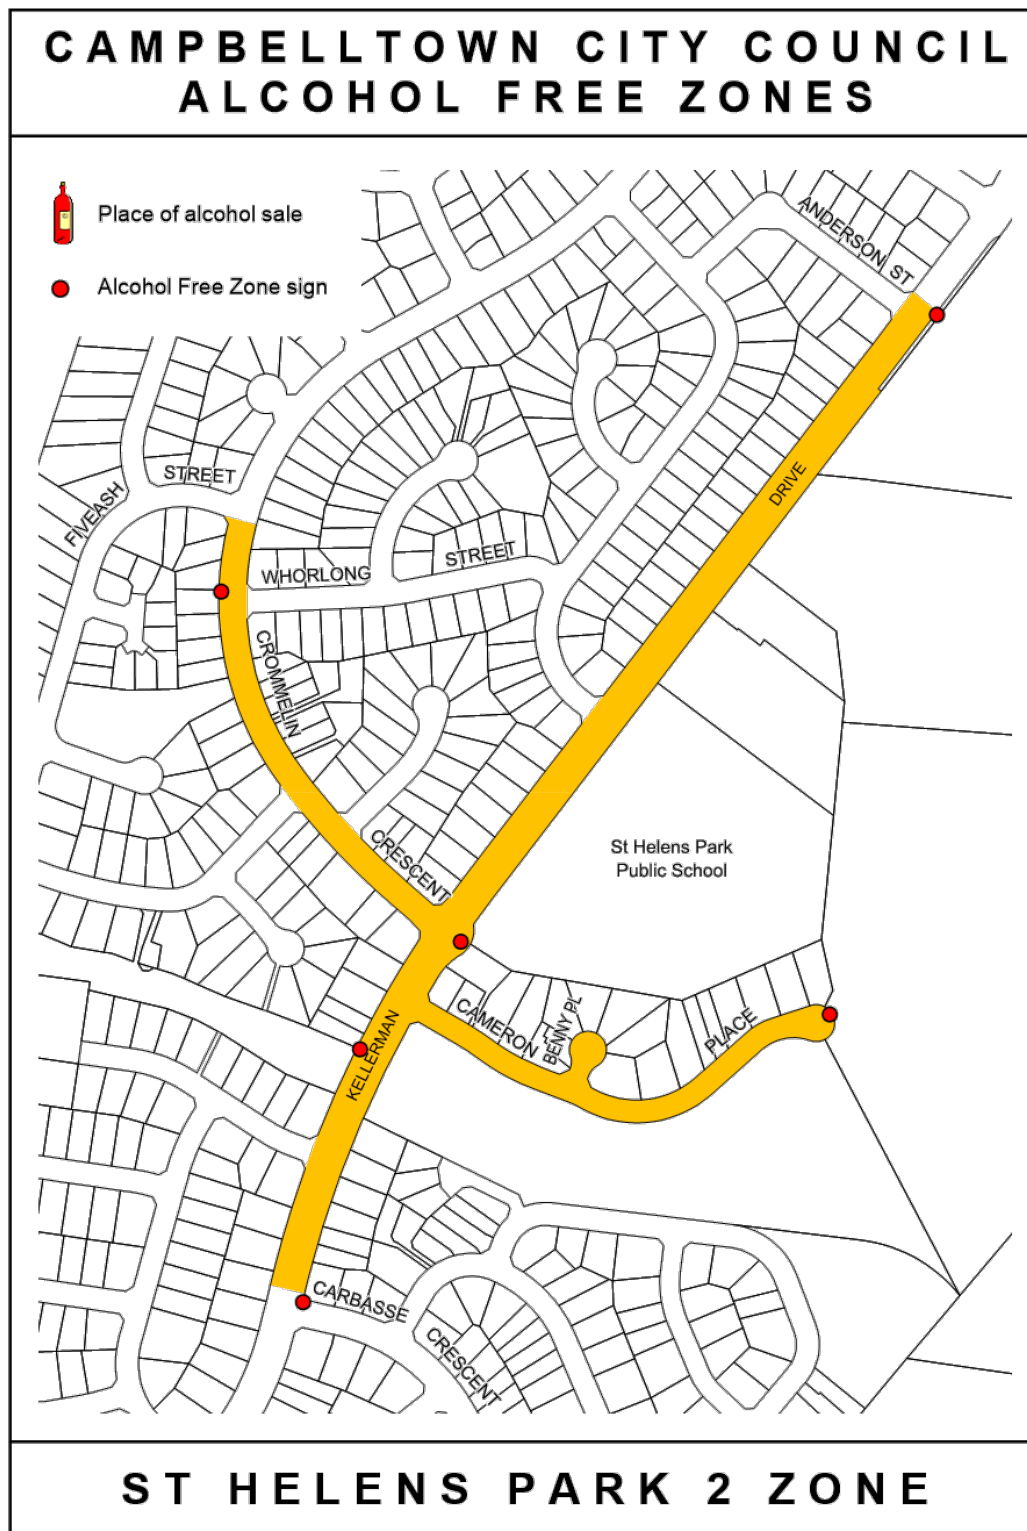 CAMPBELLTOWN CITY COUNCIL
ALCOHOL FREE ZONES
Place of alcohol sale
Alcohol Free Zone sign
ANDERSON ST
DRIVE
STREET
FIVEASH
STREET
WHORLONG
CROMMELIN
CRESCENT
St Helens Park
Public School
CAMERON
BENNY PL
PLACE
KELLERMAN
CARBASSE
CRESCENT
ST HELENS PARK 2 ZONE